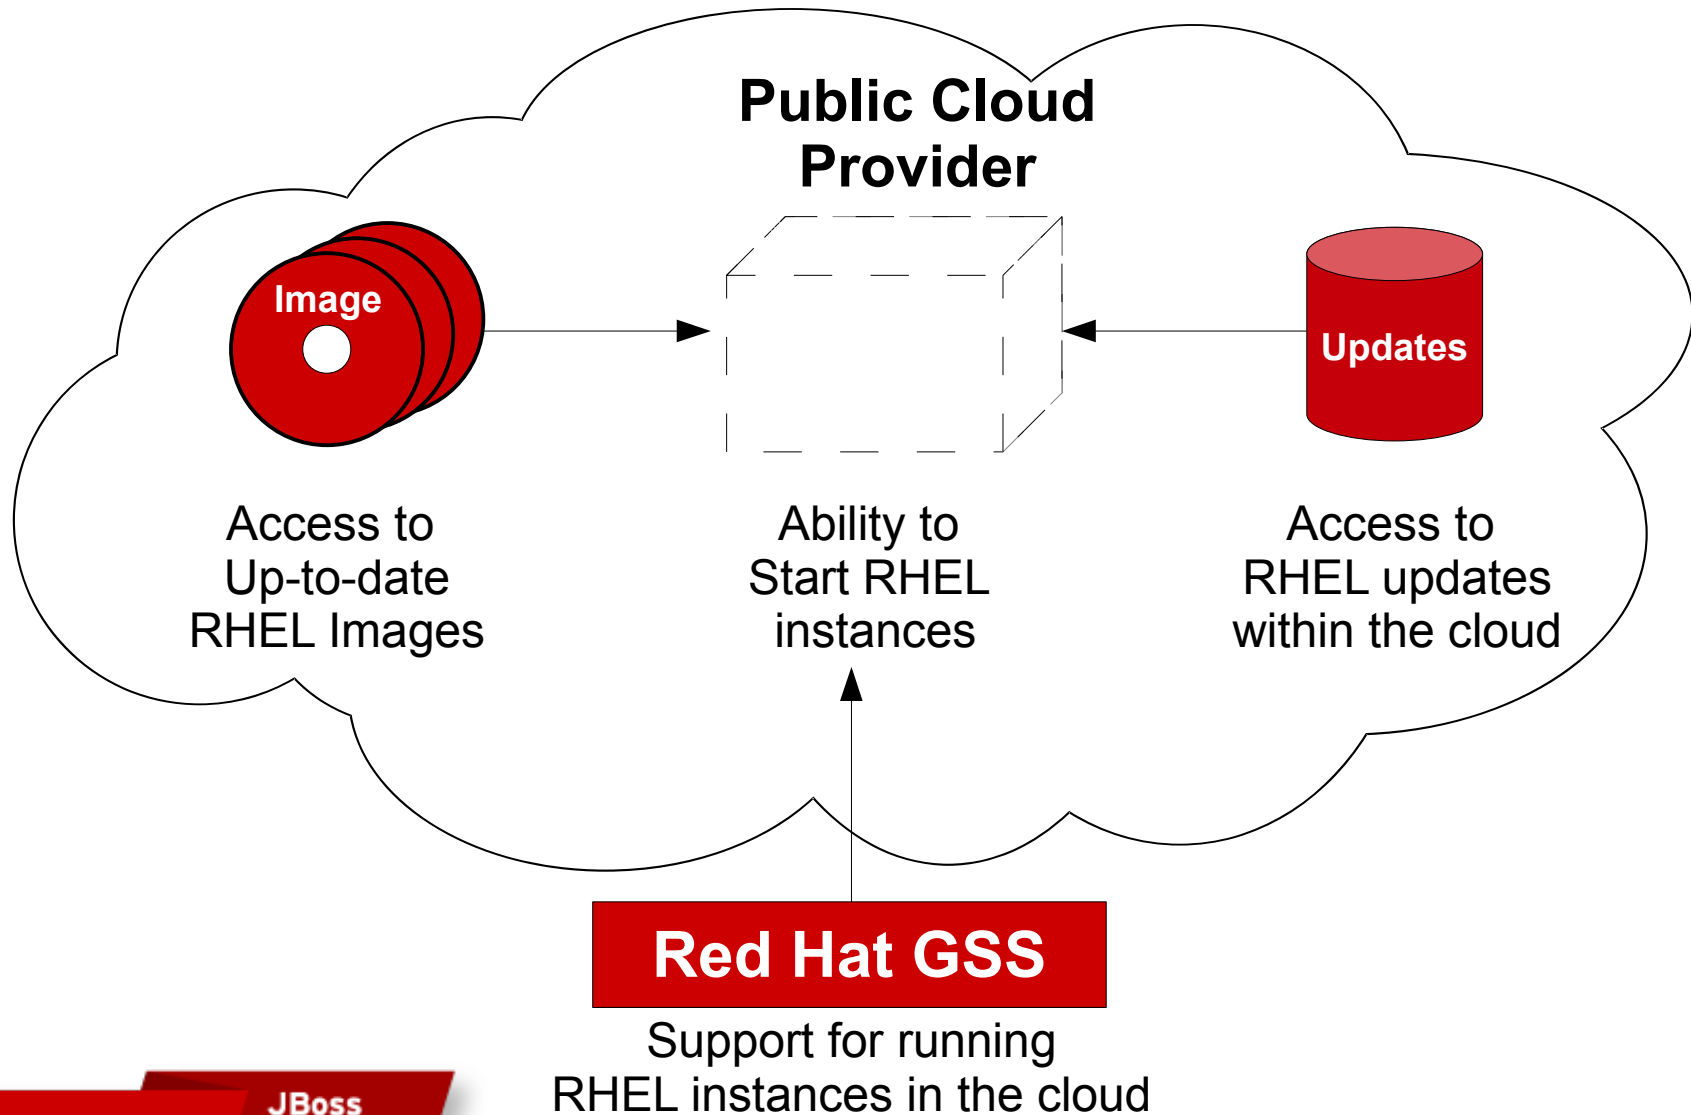 Public Cloud
Provider
Image
Updates
Access to
Up-to-date
RHEL Images
Ability to
Start RHEL
instances
Access to
RHEL updates
within the cloud
Red Hat GSS
Support for running
RHEL instances in the cloud
JBoss